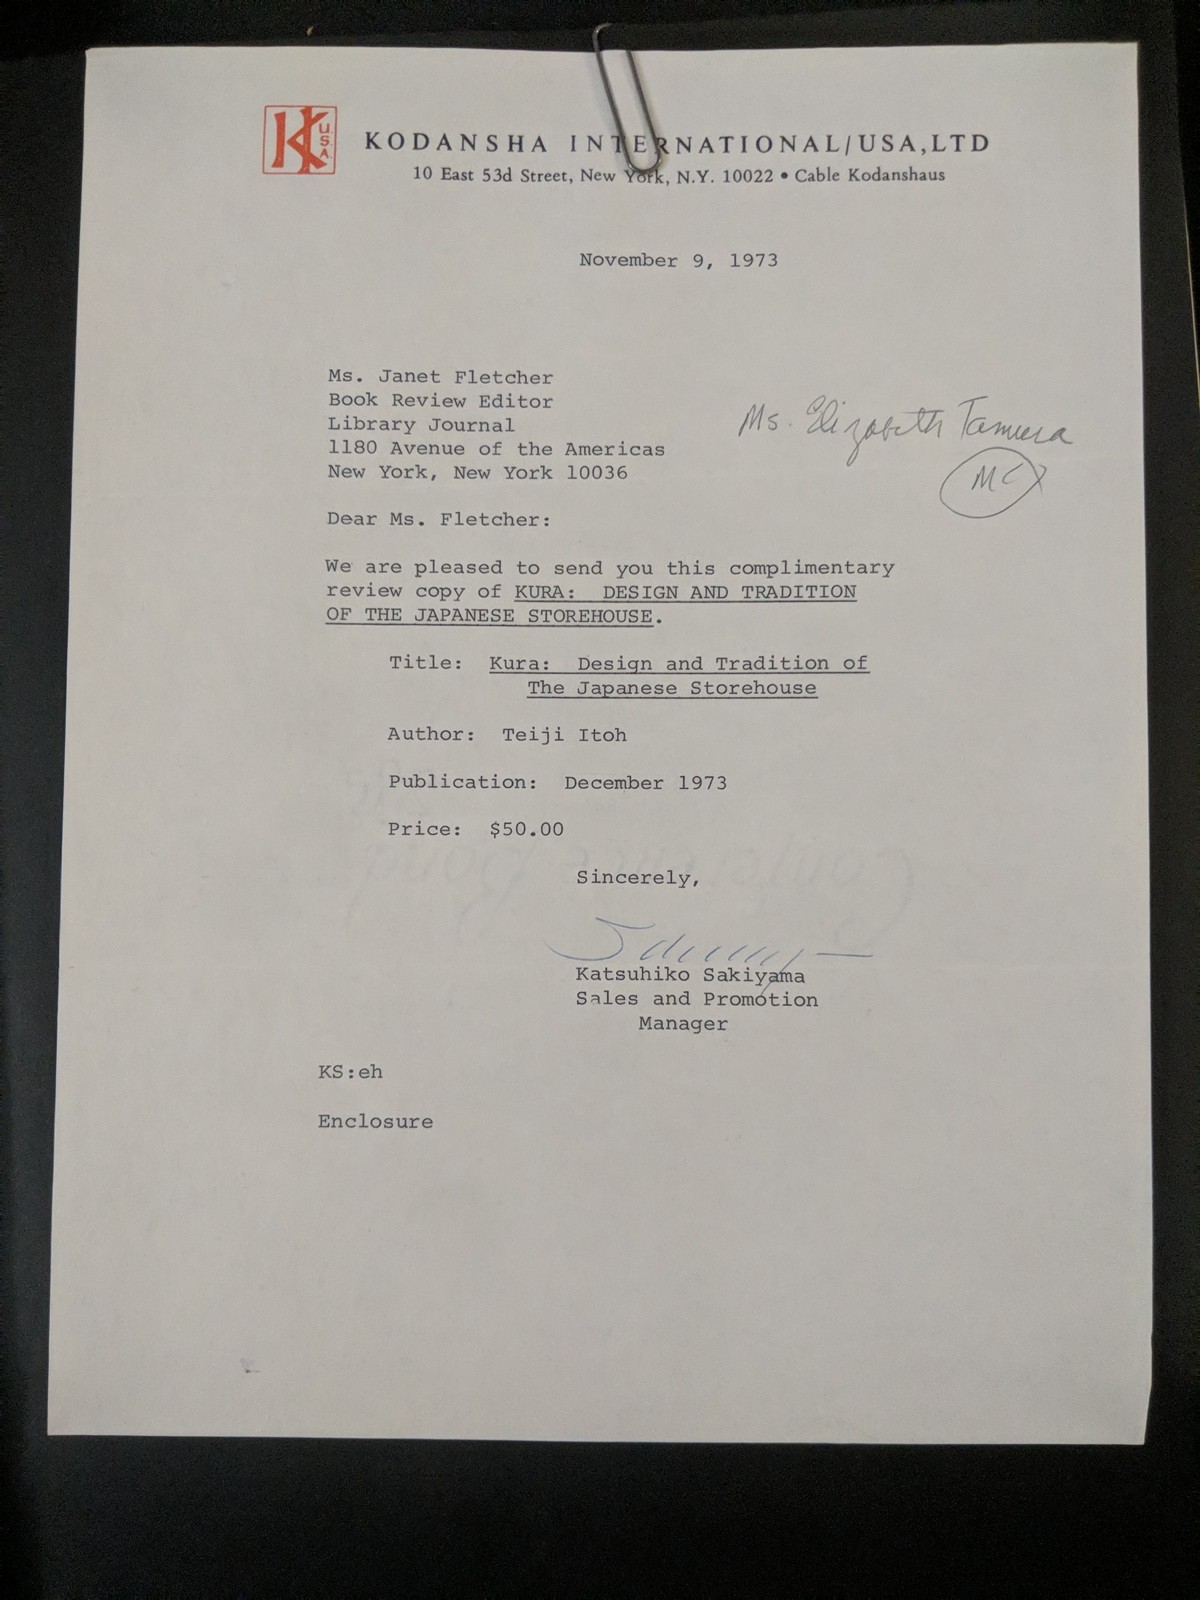 K U.S.A.
KODANSHA INTERNATIONAL/USA,LTD
10 East 53d Street, New York, N.Y. 10022 • Cable Kodanshaus
November 9, 1973
Ms. Janet Fletcher
Book Review Editor
Library Journal
1180 Avenue of the Americas
New York, New York 10036
Ms. Elizabeth Tamura
Dear Ms. Fletcher:
We are pleased to send you this complimentary
review copy of KURA: DESIGN AND TRADITION
OF THE JAPANESE STOREHOUSE.
Title: Kura: Design and Tradition of
The Japanese Storehouse
Author: Teiji Itoh
Publication: December 1973
Price: $50.00
Sincerely,
Katsuhiko Sakiyama
Sales and Promotion
Manager
KS:eh
Enclosure